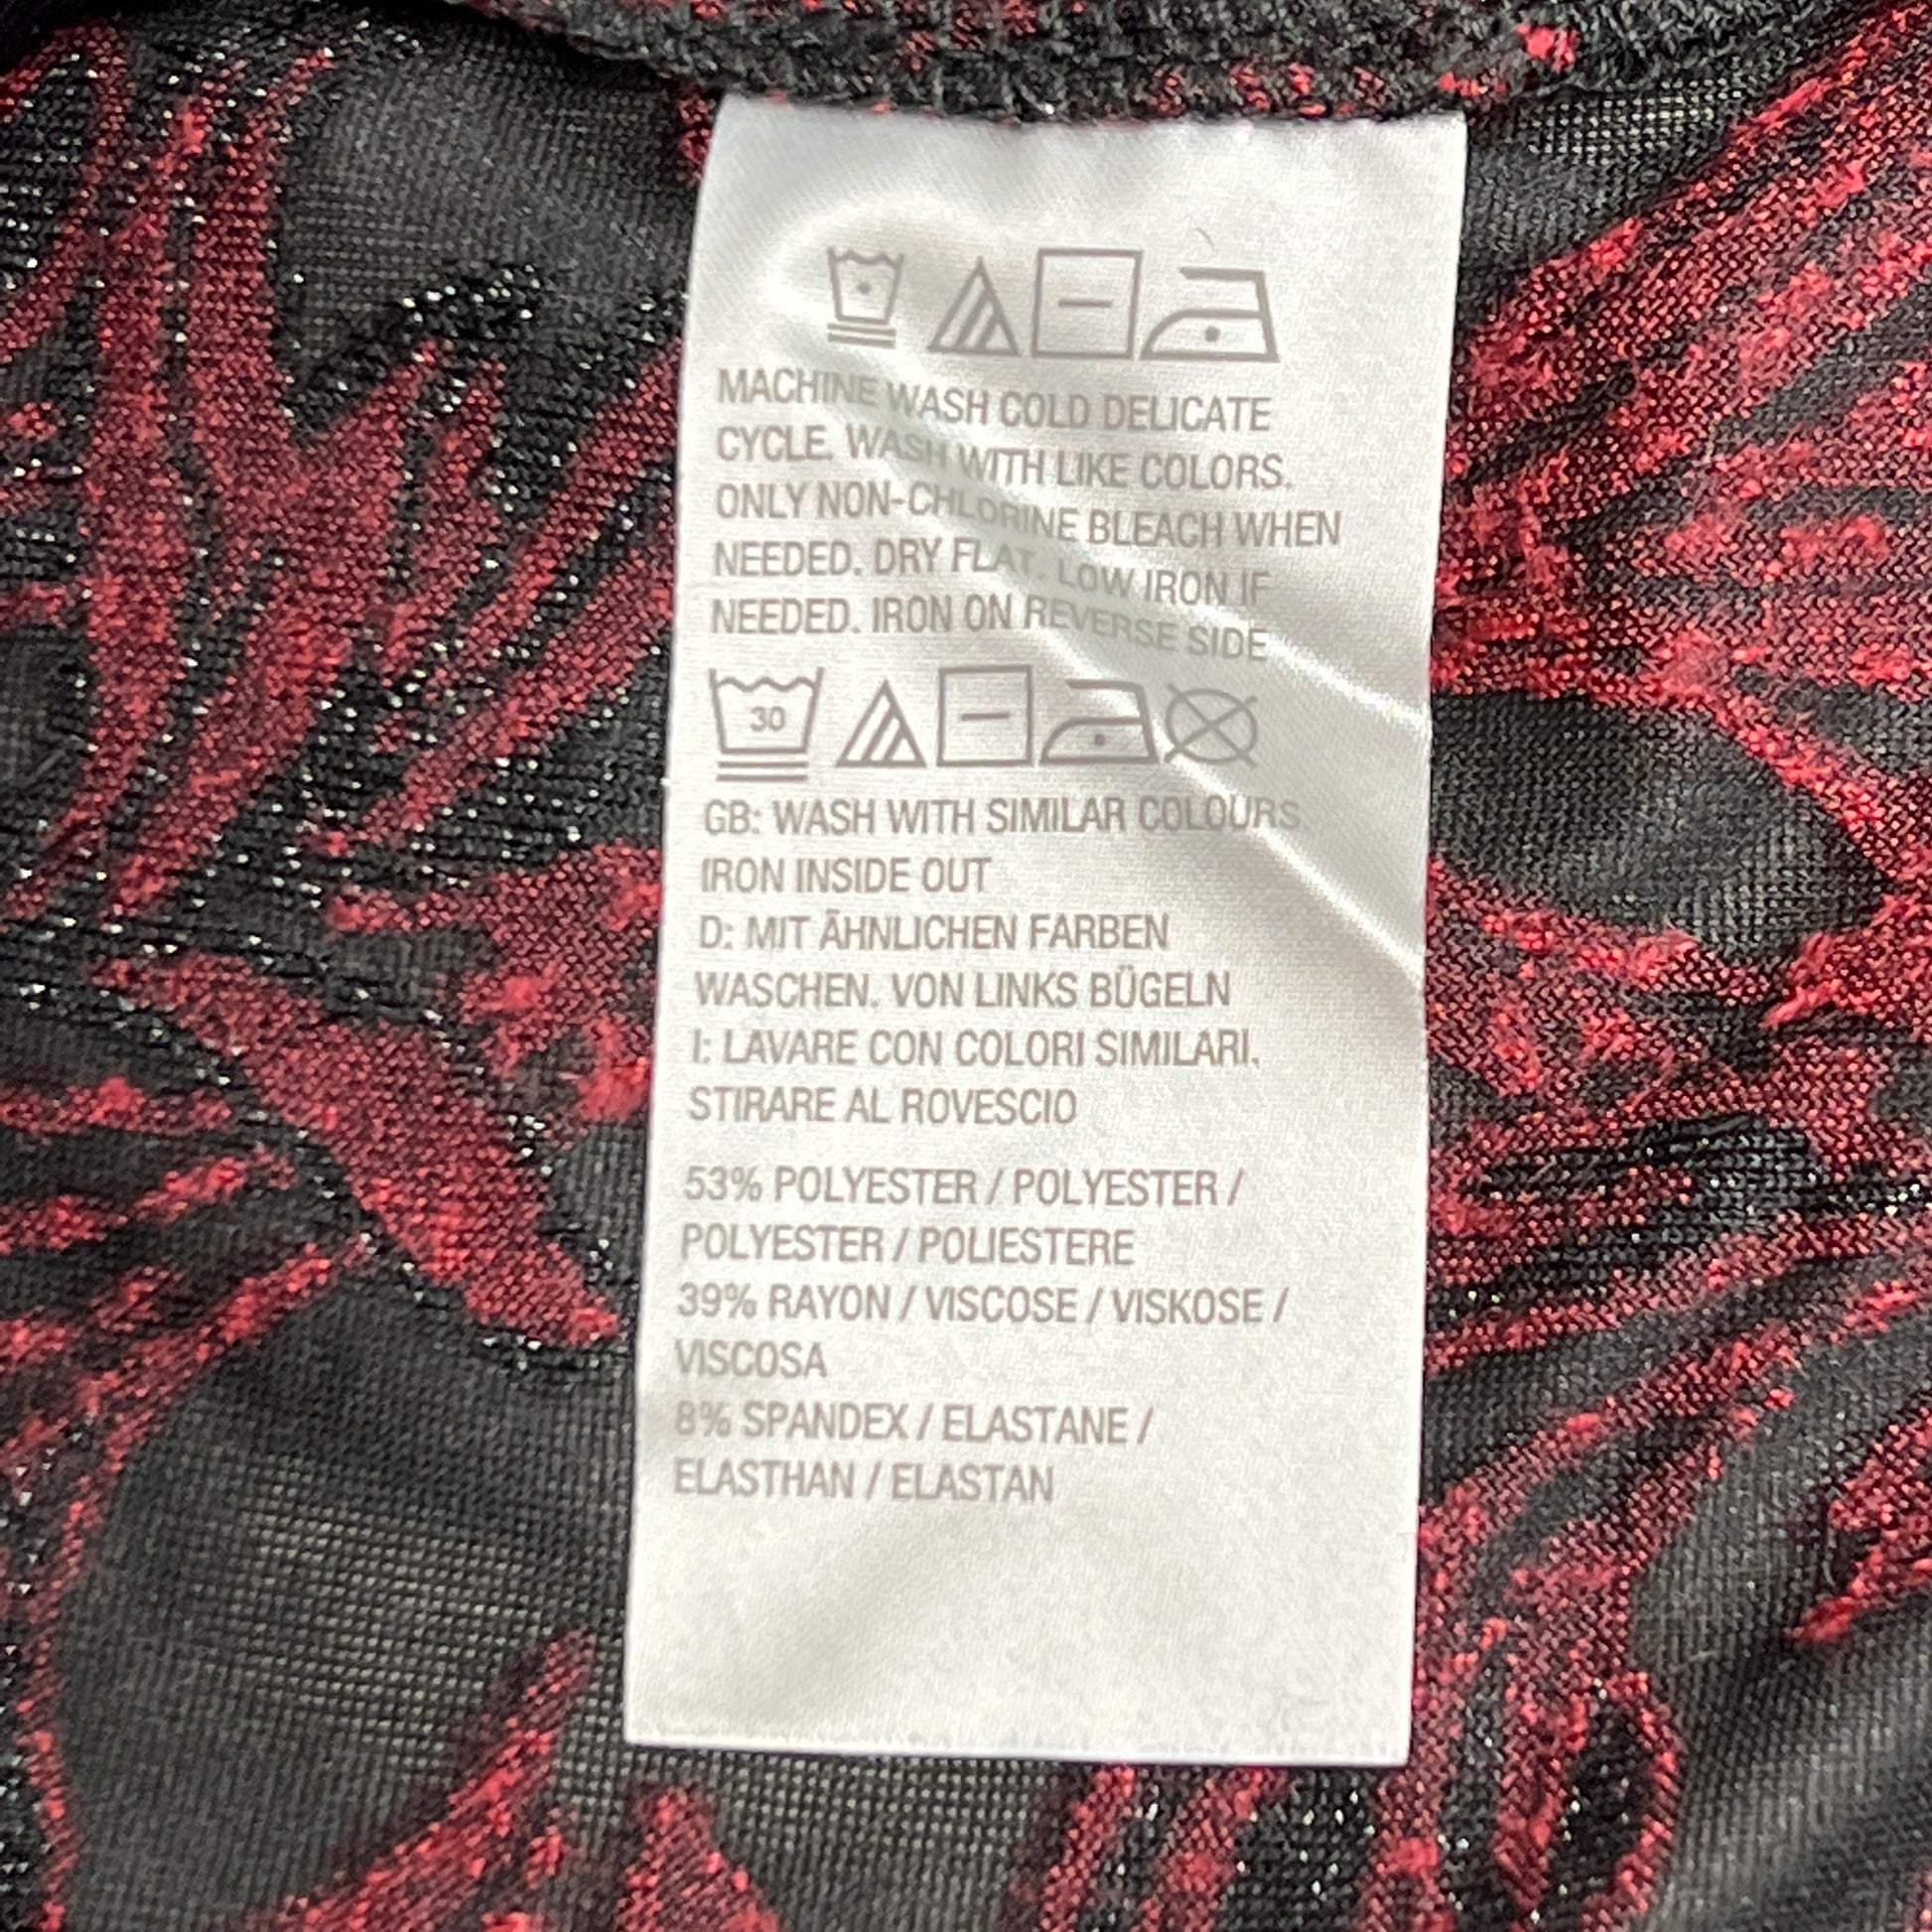 MACHINE WASH COLD DELICATE
CYCLE. WASH WITH LIKE COLORS.
ONLY NON-CHLORINE BLEACH WHEN
NEEDED. DRY FLAT. LOW IRON IF
NEEDED. IRON ON REVERSE SIDE
30
GB: WASH WITH SIMILAR COLOURS
IRON INSIDE OUT
D: MIT ÄHNLICHEN FARBEN
WASCHEN. VON LINKS BÜGELN
I: LAVARE CON COLORI SIMILARI.
STIRARE AL ROVESCIO
53% POLYESTER / POLYESTER /
POLYESTER / POLIESTERE
39% RAYON / VISCOSE / VISKOSE /
VISCOSA
8% SPANDEX / ELASTANE /
ELASTHAN / ELASTAN